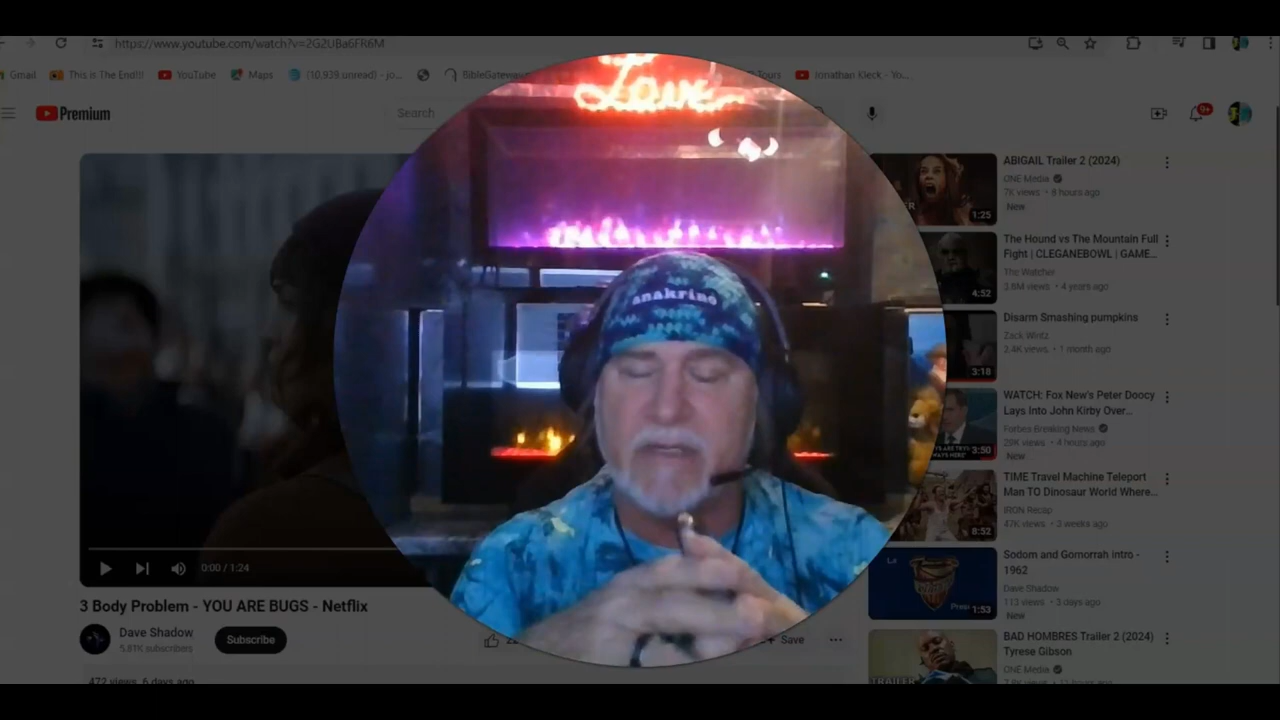 https://www.youtube.com/watch?v=2G2UBa6FR6M
Gmail
This is The End!!!
YouTube
Maps
(10,939 unread) - jo...
BibleGateway
Tours
Jonathan Kleck - Yo...
Premium
Search
9+
Love
anakrino
0:00 / 1:24
3 Body Problem - YOU ARE BUGS - Netflix
Dave Shadow
5.87K subscribers
Subscribe
Save
472 views 6 days ago
1:25
ABIGAIL Trailer 2 (2024)
ONE Media
7K views • 8 hours ago
New
4:52
The Hound vs The Mountain Full
Fight | CLEGANEBOWL | GAME...
The Watcher
3.8M views • 4 years ago
3:18
Disarm Smashing pumpkins
Zack Wintz
2.4K views • 1 month ago
3:50
WATCH: Fox New's Peter Doocy
Lays Into John Kirby Over...
Forbes Breaking News
29K views • 4 hours ago
New
8:52
TIME Travel Machine Teleport
Man TO Dinosaur World Where...
IRON Recap
47K views • 3 weeks ago
1:53
Sodom and Gomorrah intro -
1962
Dave Shadow
113 views • 3 days ago
New
TRAILER
BAD HOMBRES Trailer 2 (2024)
Tyrese Gibson
ONE Media